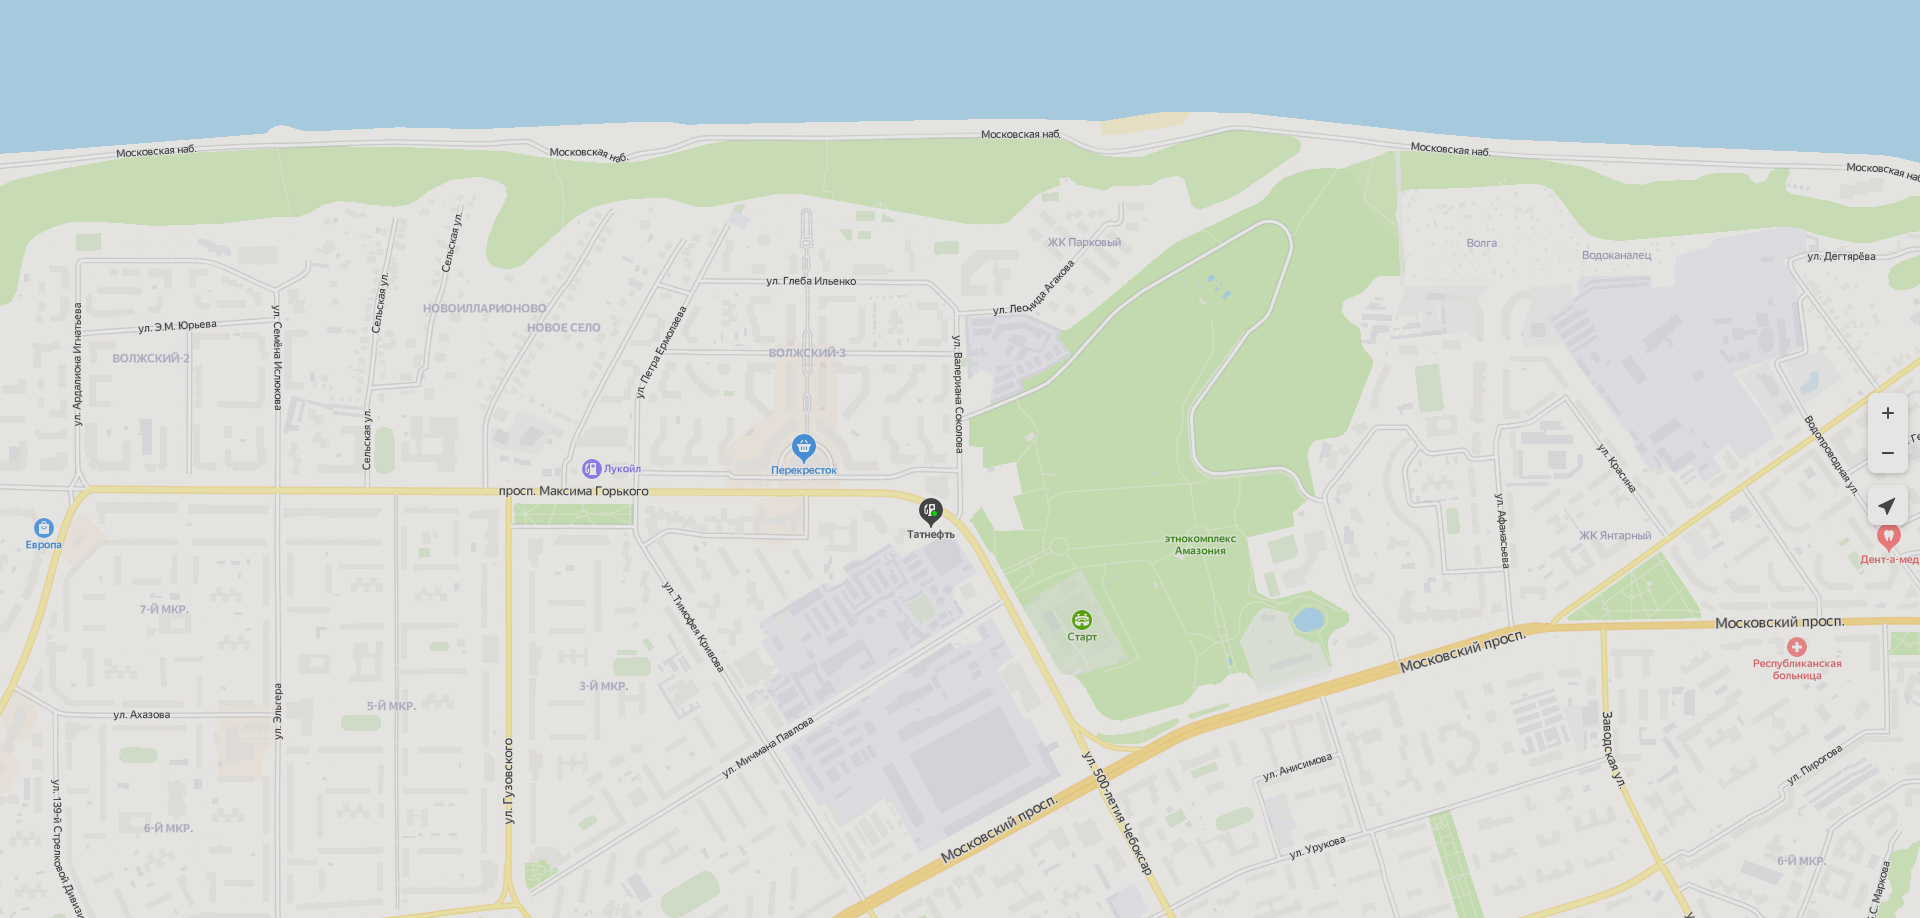 Московская наб.
Московская наб.
Московская наб.
Московская наб.
Московская наб.
Сельская ул.
ЖК Парковый
Волга
Водоканалец
ул. Дегтярёва
ул. Глеба Ильенко
ул. Леонида Агакова
Сельская ул.
НОВОИЛЛАРИОНОВО
НОВОЕ СЕЛО
ул. Э.М. Юрьева
ВОЛЖСКИЙ-2
ул. Ардалиона Игнатьева
ул. Семёна Ислюкова
ул. Петра Ермолаева
ВОЛЖСКИЙ-3
ул. Валериана Соколова
Сельская ул.
Лукойл
Перекресток
просп. Максима Горького
Татнефть
Европа
этнокомплекс
Амазония
Старт
ул. Красина
Водопроводная ул.
ул. Афанасьева
ЖК Янтарный
Дент-а-мед
Московский просп.
Московский просп.
Республиканская
больница
7-Й МКР.
ул. Тимофея Кривова
3-Й МКР.
5-Й МКР.
ул. Ахазова
ул. Эльгера
ул. Гузовского
ул. Мичмана Павлова
ул. 500-летия Чебоксар
Московский просп.
ул. Анисимова
Заводская ул.
ул. Пирогова
ул. Урукова
6-Й МКР.
6-Й МКР.
ул. 139-й Стрелковой Дивизи
С. Маркова